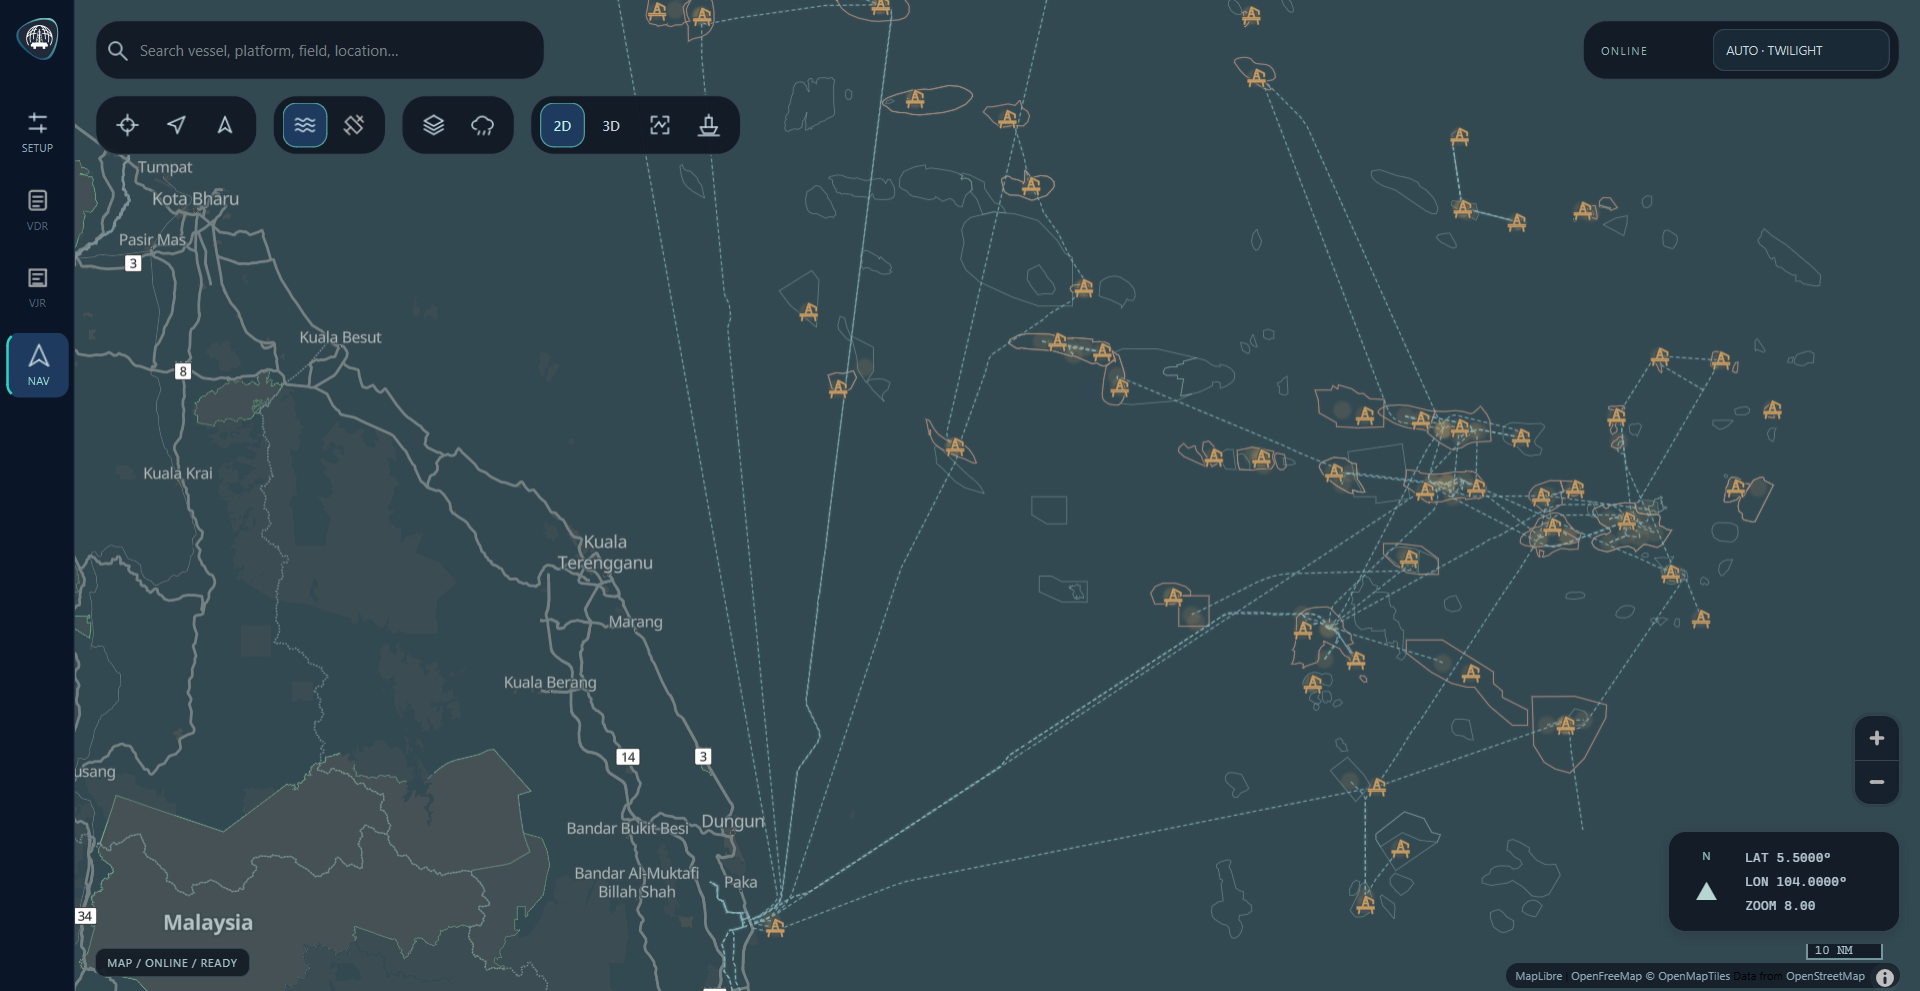 Search vessel, platform, field, location...
ONLINE
AUTO · TWILIGHT
2D
3D
SETUP
VDR
VJR
NAV
Tumpat
Kota Bharu
Pasir Mas
3
Kuala Besut
8
Kuala Krai
Kuala
Terengganu
Marang
Kuala Berang
14
3
usang
Bandar Bukit Besi
Dungun
Bandar Al-Muktafi
Billah Shah
Paka
34
Malaysia
MAP / ONLINE / READY
+
−
N
LAT 5.5000°
LON 104.0000°
ZOOM 8.00
10 NM
MapLibre OpenFreeMap © OpenMapTiles Data from OpenStreetMap